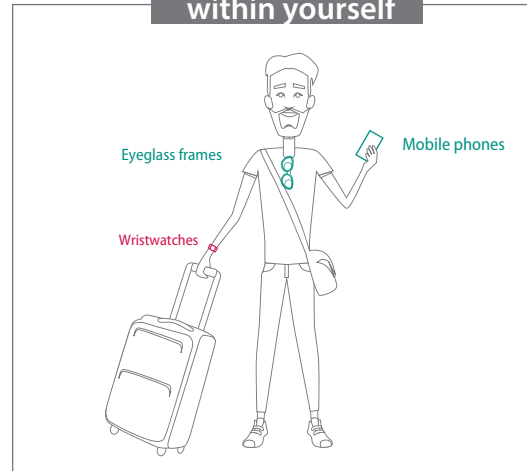 within yourself
Eyeglass frames
Mobile phones
Wristwatches